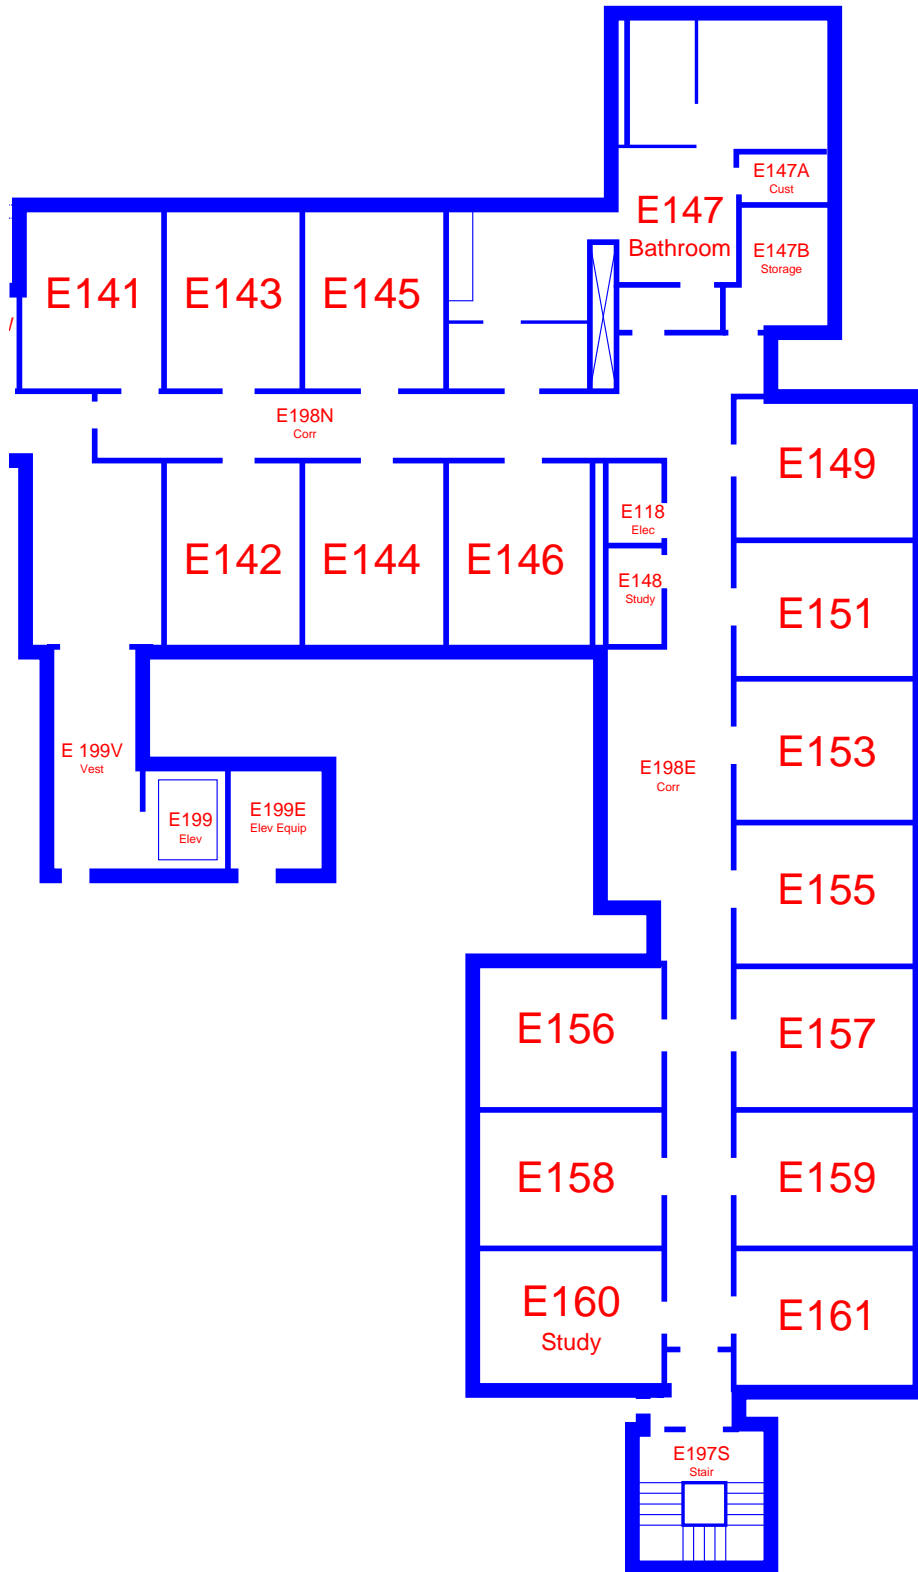 E147A
Cust
E147
Bathroom
E147B
Storage
E141
E143
E145
E198N
Corr
E149
E118
Elec
E142
E144
E146
E148
Study
E151
E 199V
Vest
E198E
Corr
E153
E199
Elev
E199E
Elev Equip
E155
E156
E157
E158
E159
E160
Study
E161
E197S
Stair